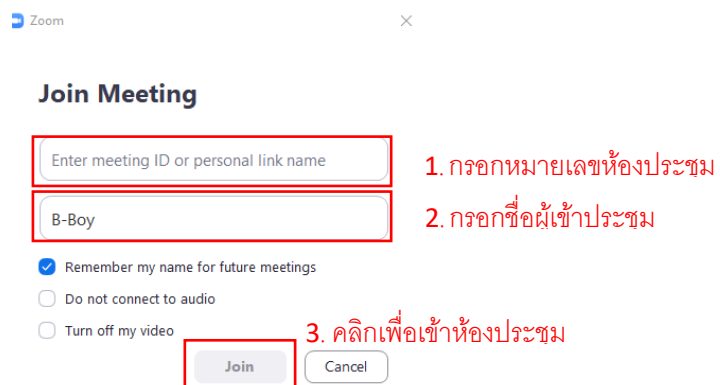 Zoom
Join Meeting
Enter meeting ID or personal link name
1. กรอกหมายเลขห้องประชุม
B-Boy
2. กรอกชื่อผู้เข้าประชุม
Remember my name for future meetings
Do not connect to audio
Turn off my video
3. คลิกเพื่อเข้าห้องประชุม
Join
Cancel